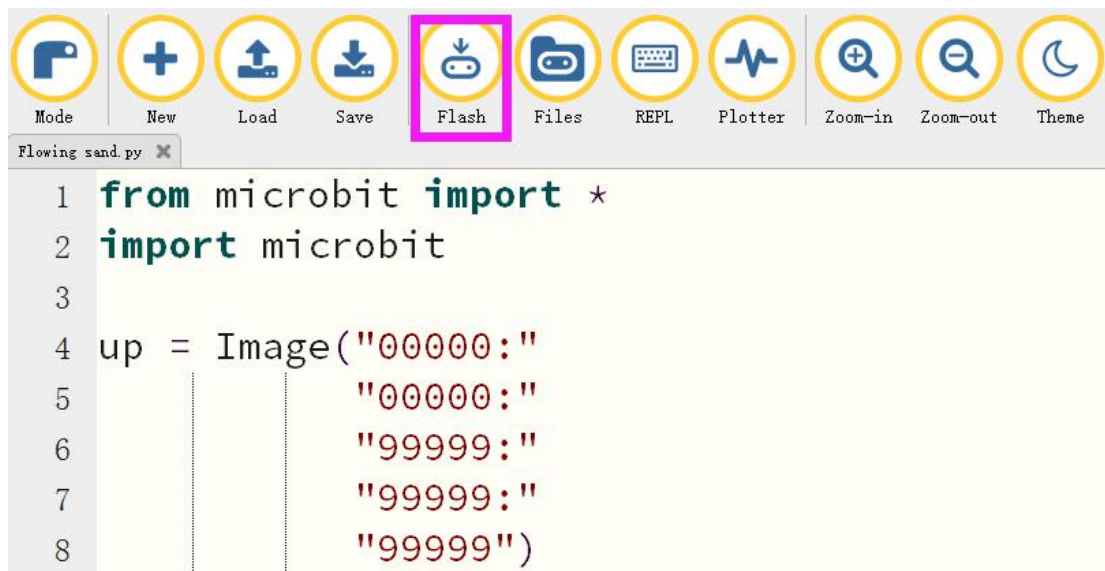 Mode New Load Save Flash Files REPL Plotter Zoom-in Zoom-out Theme
Flowing sand.py
1 from microbit import *
2 import microbit
3
4 up = Image("00000:"
5 "00000:"
6 "99999:"
7 "99999:"
8 "99999")